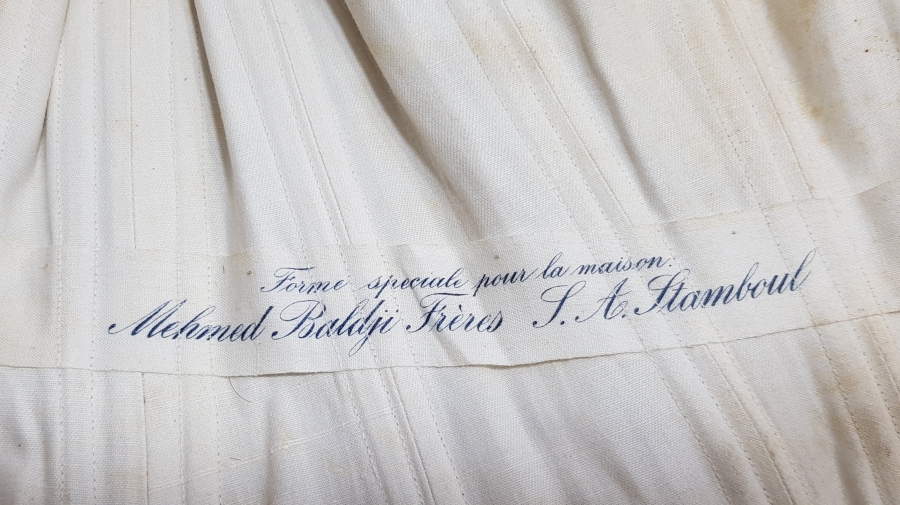 Forme speciale pour la maison:
Mehmed Baldji Frères S. A. Stamboul